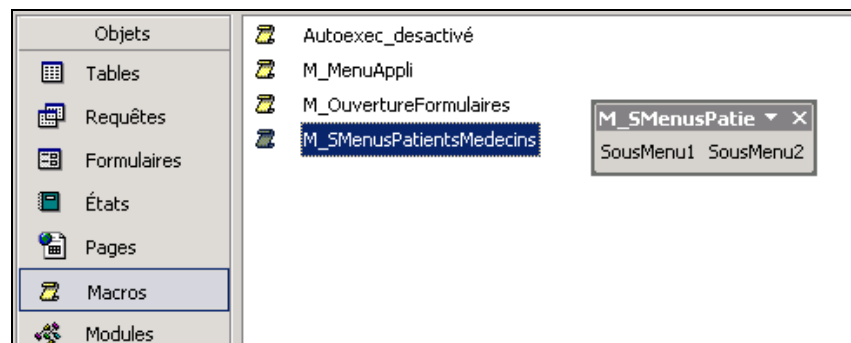 Objets
Tables
Requêtes
Formulaires
États
Pages
Macros
Modules
Autoexec_desactivé
M_MenuAppli
M_OuvertureFormulaires
M_SMenusPatientsMedecins
M_SMenusPatie
SousMenu1 SousMenu2